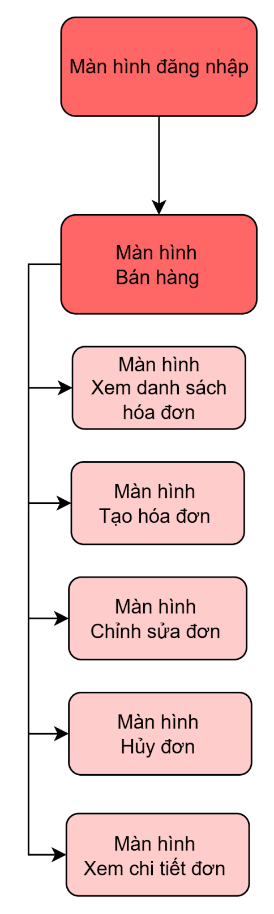 Màn hình đăng nhập
Màn hình
Bán hàng
Màn hình
Xem danh sách
hóa đơn
Màn hình
Tạo hóa đơn
Màn hình
Chỉnh sửa đơn
Màn hình
Hủy đơn
Màn hình
Xem chi tiết đơn